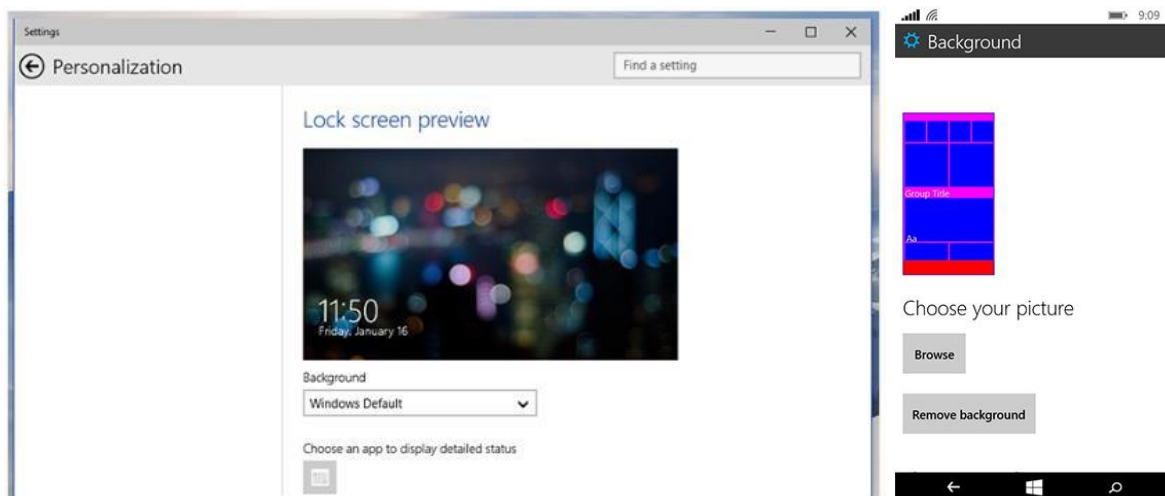 Settings
Personalization
Find a setting
Lock screen preview
11:50
Friday, January 16
Background
Windows Default
Choose an app to display detailed status
9:09
Background
Group Title
Aa
Choose your picture
Browse
Remove background